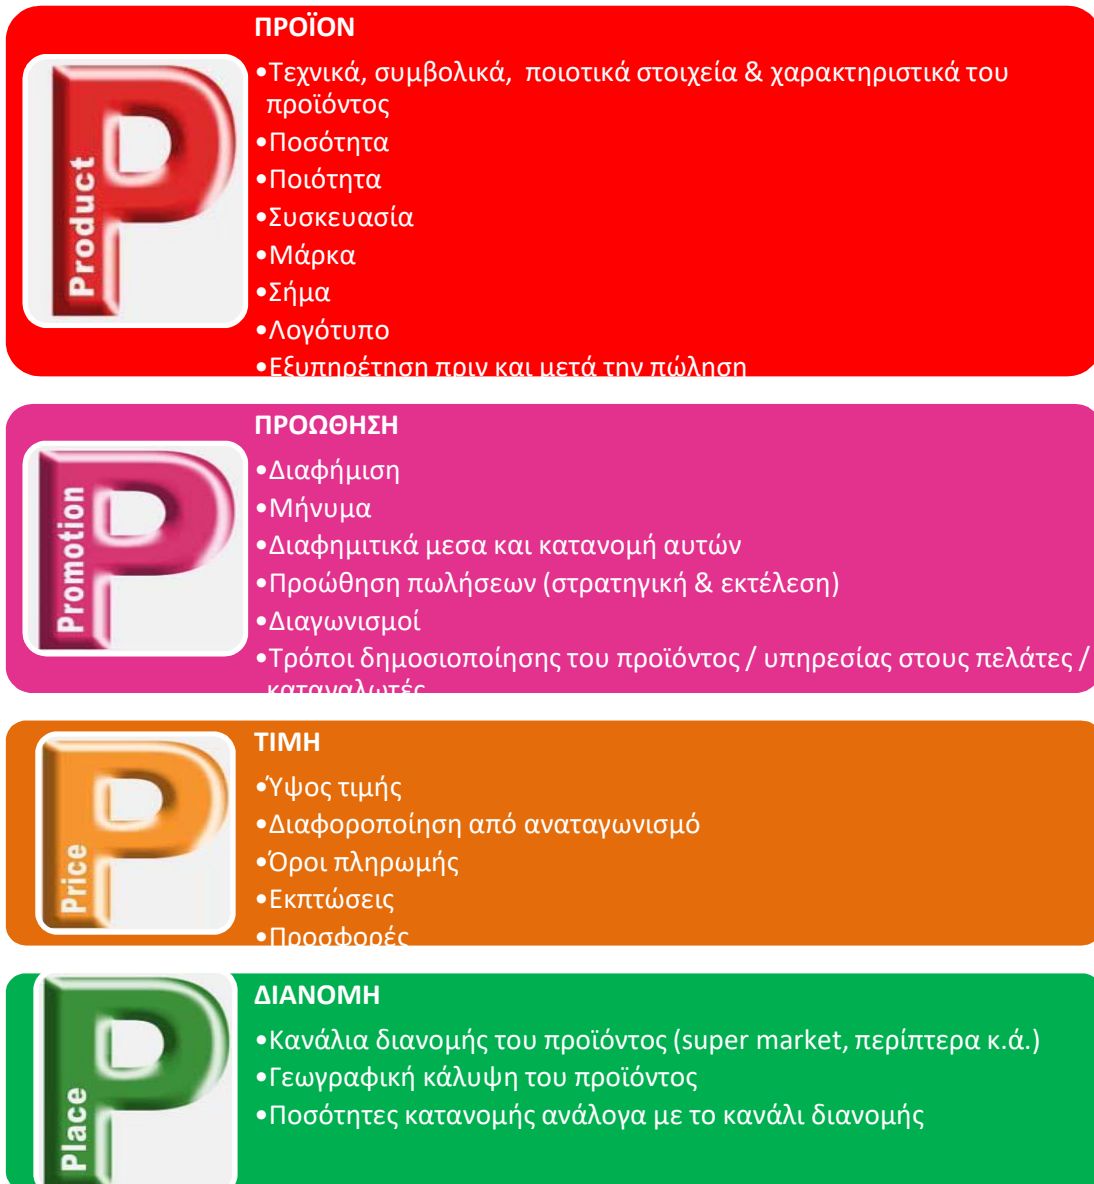 ΠΡΟΪΟΝ
•Τεχνικά, συμβολικά, ποιοτικά στοιχεία & χαρακτηριστικά του
προϊόντος
•Ποσότητα
•Ποιότητα
•Συσκευασία
•Μάρκα
•Σήμα
•Λογότυπο
•Εξυπηρέτηση πριν και μετά την πώληση
Product
ΠΡΟΩΘΗΣΗ
•Διαφήμιση
•Μήνυμα
•Διαφημιτικά μεσα και κατανομή αυτών
•Προώθηση πωλήσεων (στρατηγική & εκτέλεση)
•Διαγωνισμοί
•Τρόποι δημοσιοποίησης του προϊόντος / υπηρεσίας στους πελάτες /
καταναλωτές
Promotion
ΤΙΜΗ
•Ύψος τιμής
•Διαφοροποίηση από αναταγωνισμό
•Όροι πληρωμής
•Εκπτώσεις
•Προσφορές
Price
ΔΙΑΝΟΜΗ
•Κανάλια διανομής του προϊόντος (super market, περίπτερα κ.ά.)
•Γεωγραφική κάλυψη του προϊόντος
•Ποσότητες κατανομής ανάλογα με το κανάλι διανομής
Place